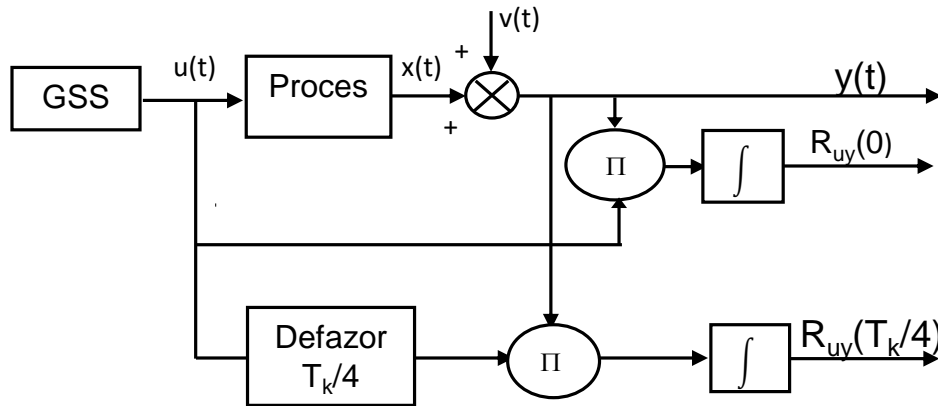 v(t)
+
u(t)
x(t)
y(t)
GSS
Proces
+
R_uy(0)
Π
∫
Defazor
T_k/4
Π
∫
R_uy(T_k/4)